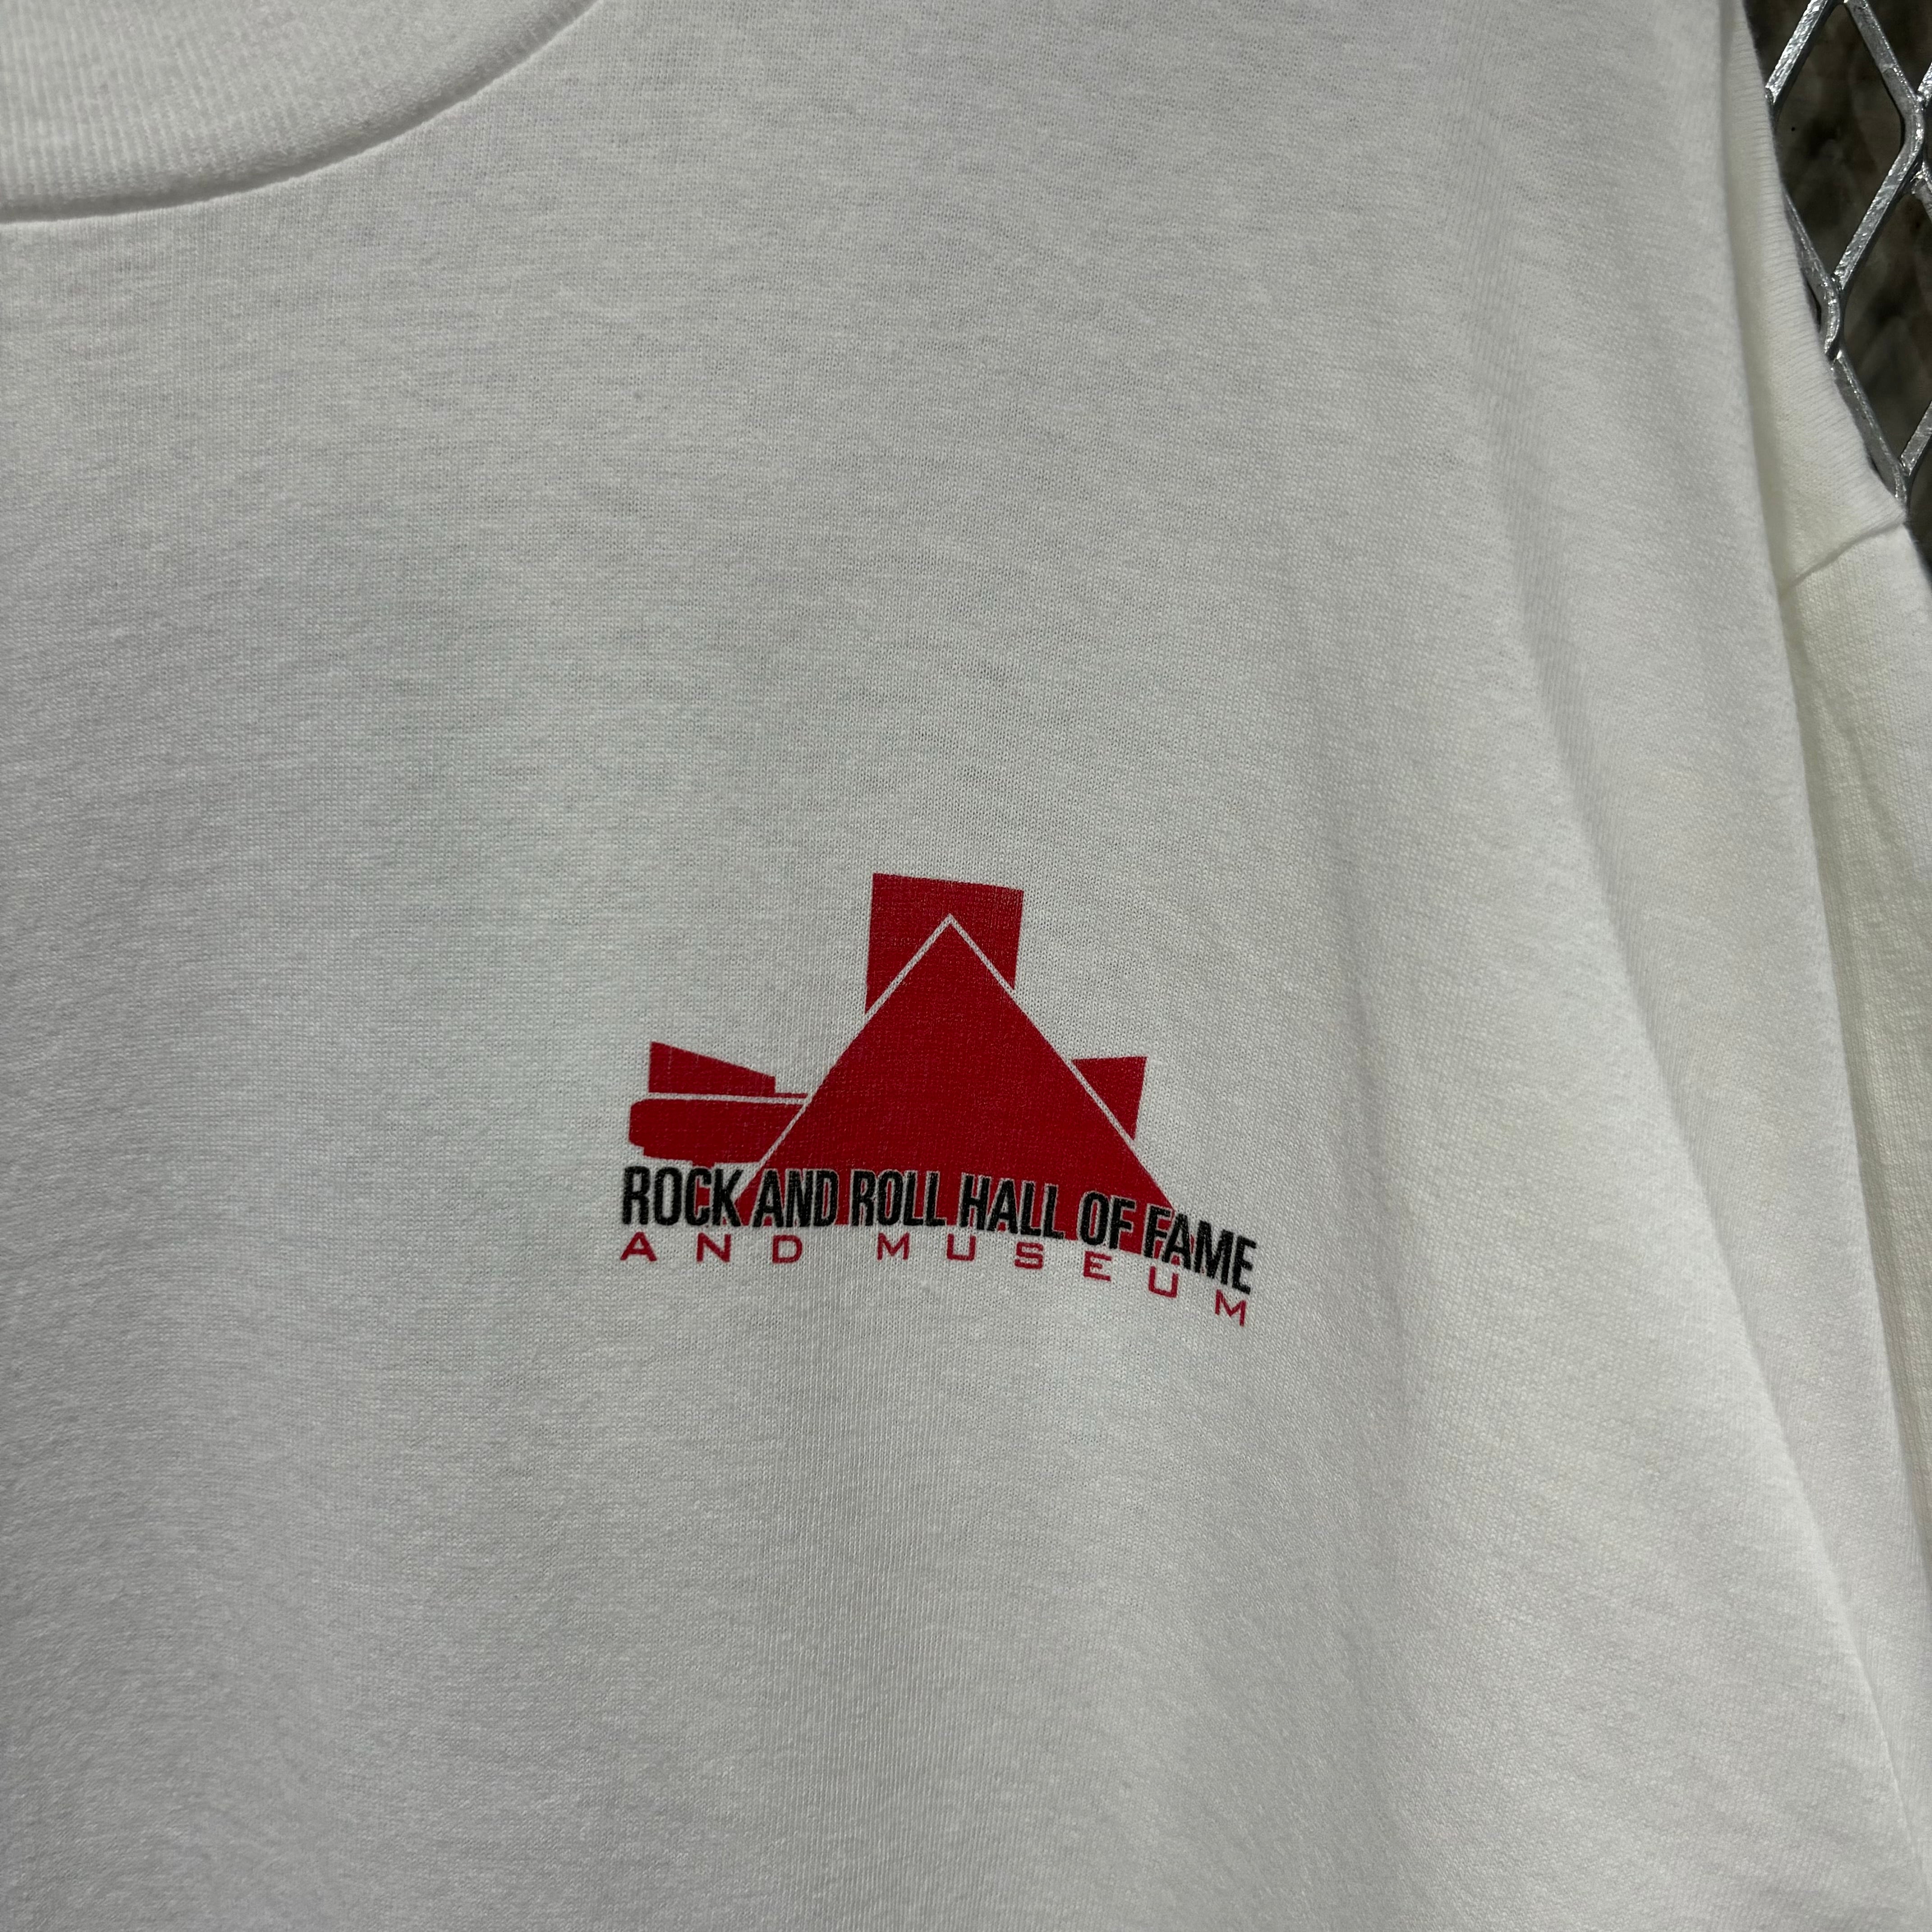 ROCK AND ROLL HALL OF FAME
AND MUSEUM